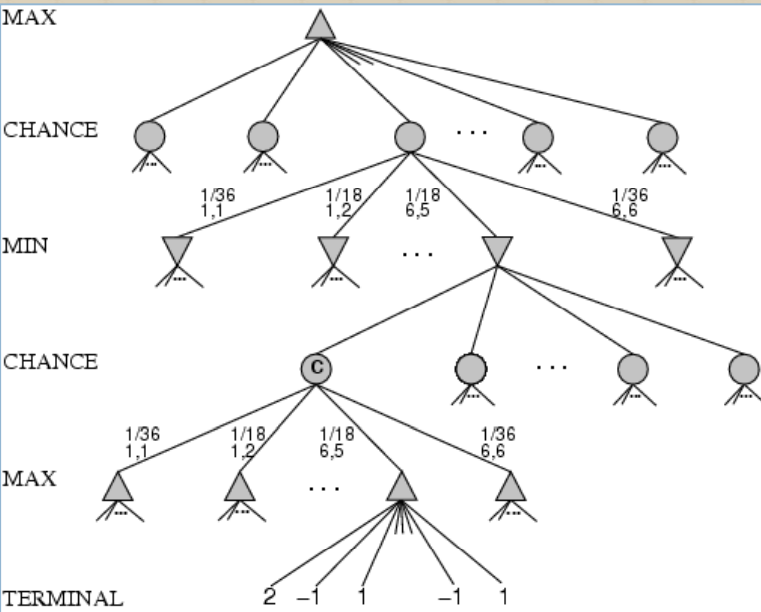 MAX
CHANCE
...
1/36
1,1
1/18
1,2
1/18
6,5
1/36
6,6
MIN
...
CHANCE
C
...
1/36
1,1
1/18
1,2
1/18
6,5
1/36
6,6
MAX
...
TERMINAL 2 −1 1 −1 1